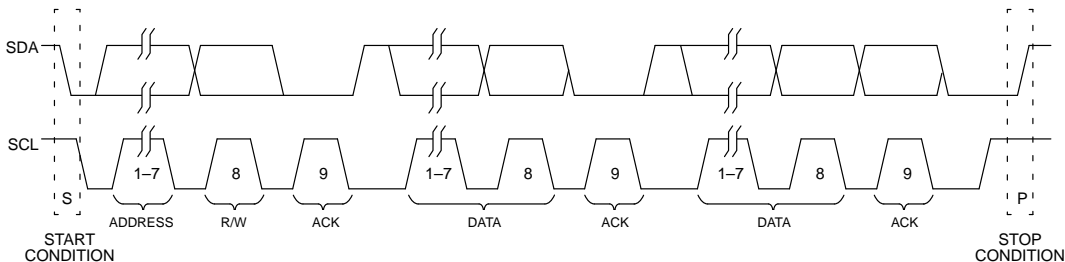 SDA
SCL
1–7 8 9 1–7 8 9 1–7 8 9
S P
ADDRESS R/W ACK DATA ACK DATA ACK
START
CONDITION
STOP
CONDITION